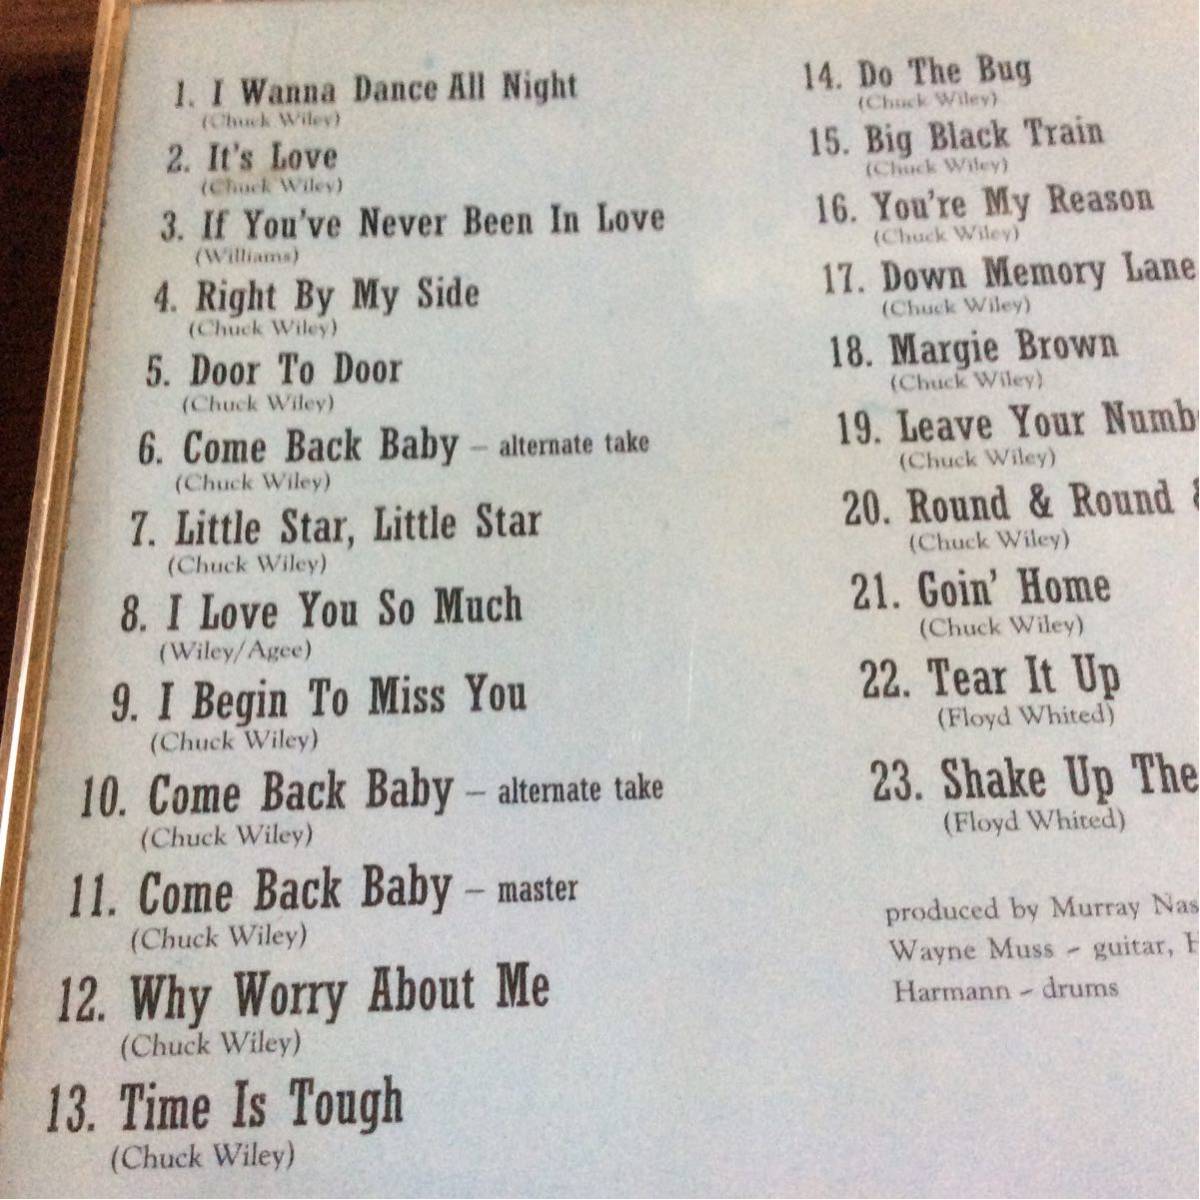 1. I Wanna Dance All Night
(Chuck Wiley)
2. It's Love
(Chuck Wiley)
3. If You've Never Been In Love
(Williams)
4. Right By My Side
(Chuck Wiley)
5. Door To Door
(Chuck Wiley)
6. Come Back Baby – alternate take
(Chuck Wiley)
7. Little Star, Little Star
(Chuck Wiley)
8. I Love You So Much
(Wiley/Agee)
9. I Begin To Miss You
(Chuck Wiley)
10. Come Back Baby – alternate take
(Chuck Wiley)
11. Come Back Baby – master
(Chuck Wiley)
12. Why Worry About Me
(Chuck Wiley)
13. Time Is Tough
(Chuck Wiley)
14. Do The Bug
(Chuck Wiley)
15. Big Black Train
(Chuck Wiley)
16. You're My Reason
(Chuck Wiley)
17. Down Memory Lane
(Chuck Wiley)
18. Margie Brown
(Chuck Wiley)
19. Leave Your Numb
(Chuck Wiley)
20. Round & Round &
(Chuck Wiley)
21. Goin' Home
(Chuck Wiley)
22. Tear It Up
(Floyd Whited)
23. Shake Up The
(Floyd Whited)
produced by Murray Nas
Wayne Muss – guitar, H
Harmann – drums